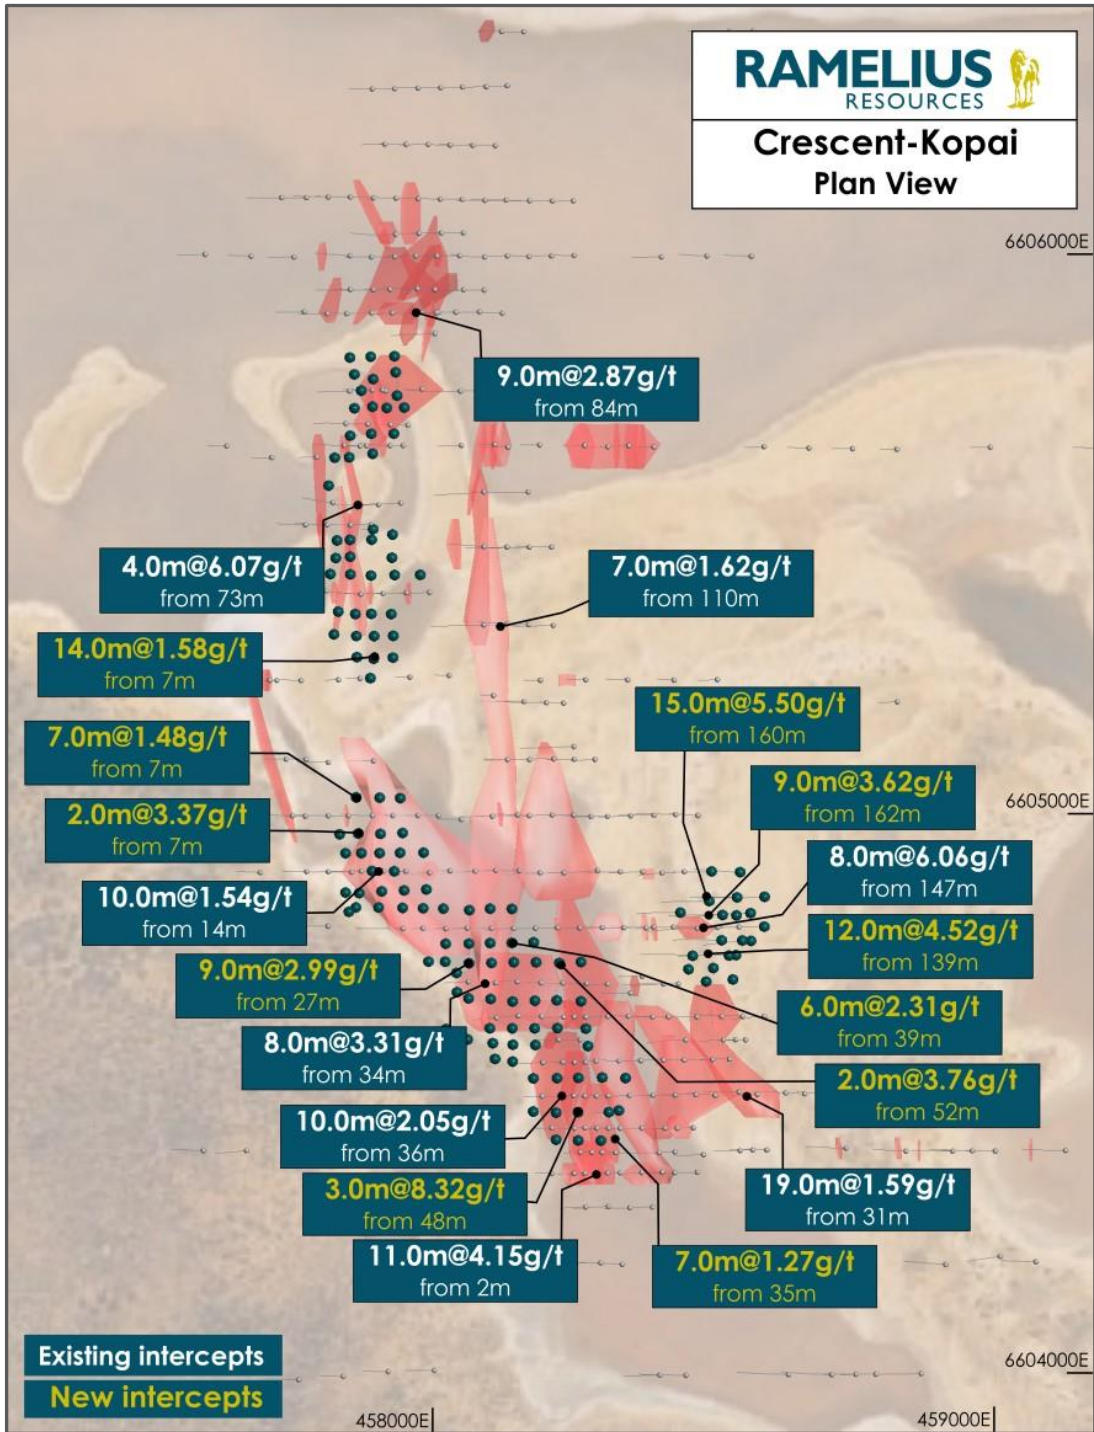 RAMELIUS
RESOURCES
Crescent-Kopai
Plan View
6606000E
9.0m@2.87g/t
from 84m
4.0m@6.07g/t
from 73m
7.0m@1.62g/t
from 110m
14.0m@1.58g/t
from 7m
15.0m@5.50g/t
from 160m
7.0m@1.48g/t
from 7m
9.0m@3.62g/t
from 162m
6605000E
2.0m@3.37g/t
from 7m
8.0m@6.06g/t
from 147m
10.0m@1.54g/t
from 14m
12.0m@4.52g/t
from 139m
9.0m@2.99g/t
from 27m
6.0m@2.31g/t
from 39m
8.0m@3.31g/t
from 34m
2.0m@3.76g/t
from 52m
10.0m@2.05g/t
from 36m
3.0m@8.32g/t
from 48m
19.0m@1.59g/t
from 31m
11.0m@4.15g/t
from 2m
7.0m@1.27g/t
from 35m
Existing intercepts
New intercepts
6604000E
458000E
459000E